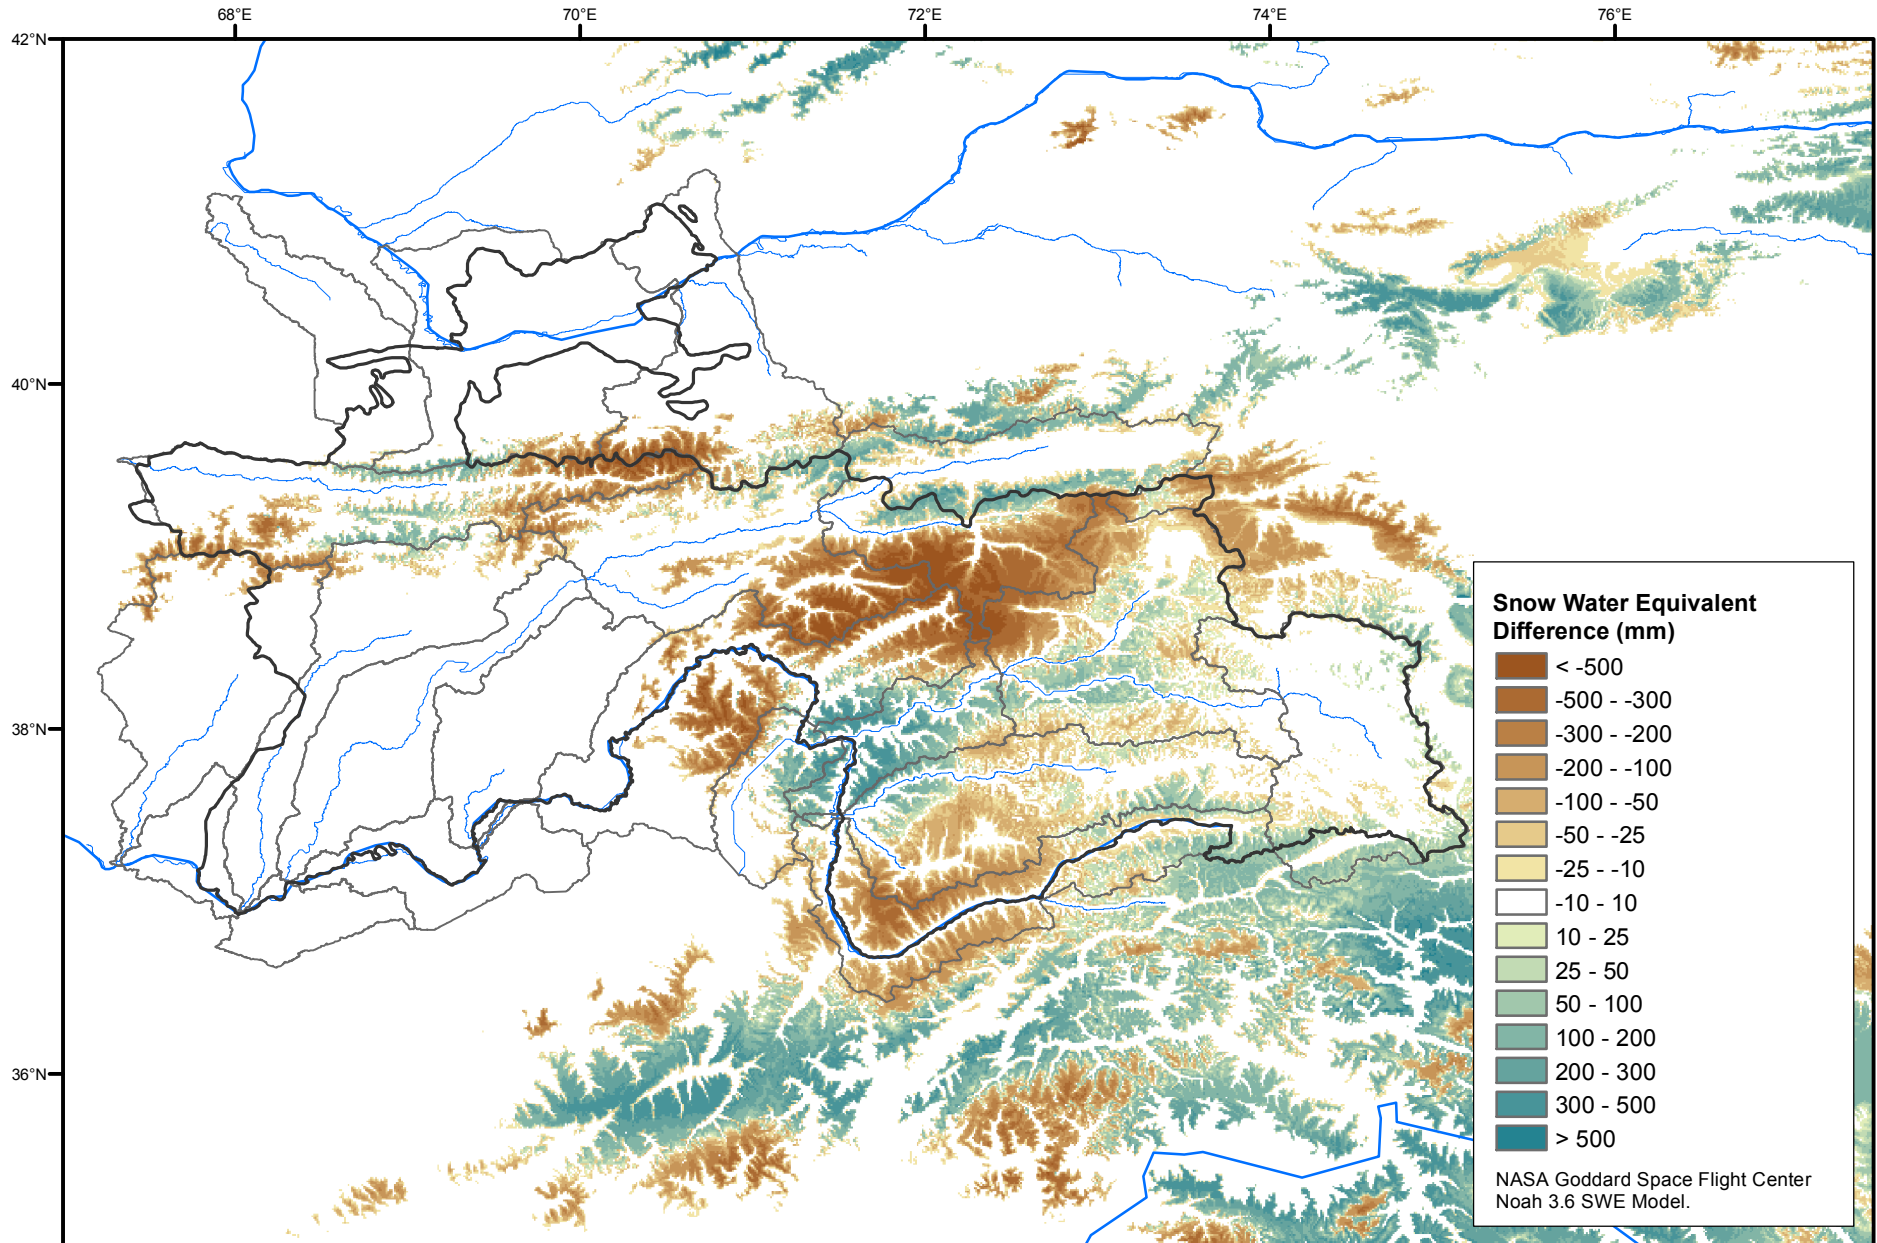 68°E 70°E 72°E 74°E 76°E
42°N
40°N
38°N
36°N
Snow Water Equivalent
Difference (mm)
< -500
-500 - -300
-300 - -200
-200 - -100
-100 - -50
-50 - -25
-25 - -10
-10 - 10
10 - 25
25 - 50
50 - 100
100 - 200
200 - 300
300 - 500
> 500
NASA Goddard Space Flight Center
Noah 3.6 SWE Model.